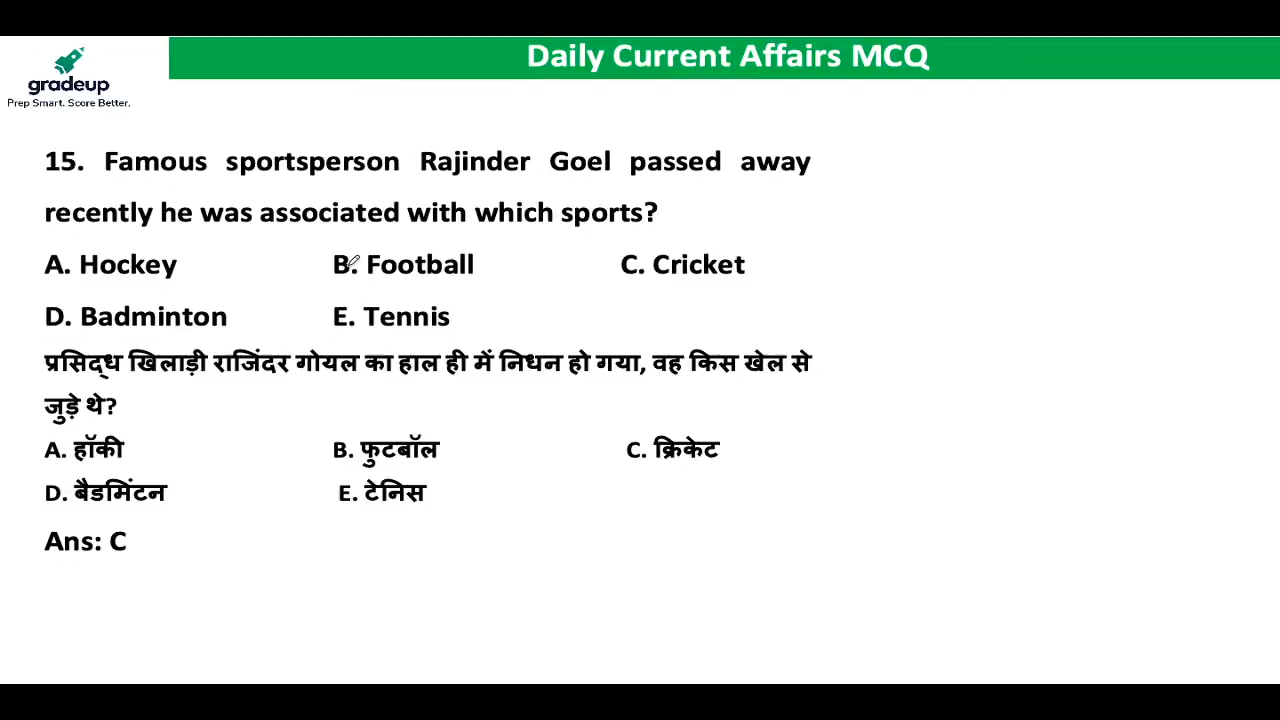 Daily Current Affairs MCQ
gradeup
Prep Smart. Score Better.
15. Famous sportsperson Rajinder Goel passed away
recently he was associated with which sports?
A. Hockey B. Football C. Cricket
D. Badminton E. Tennis
प्रसिद्ध खिलाड़ी राजिंदर गोयल का हाल ही में निधन हो गया, वह किस खेल से
जुड़े थे?
A. हॉकी B. फुटबॉल C. क्रिकेट
D. बैडमिंटन E. टेनिस
Ans: C